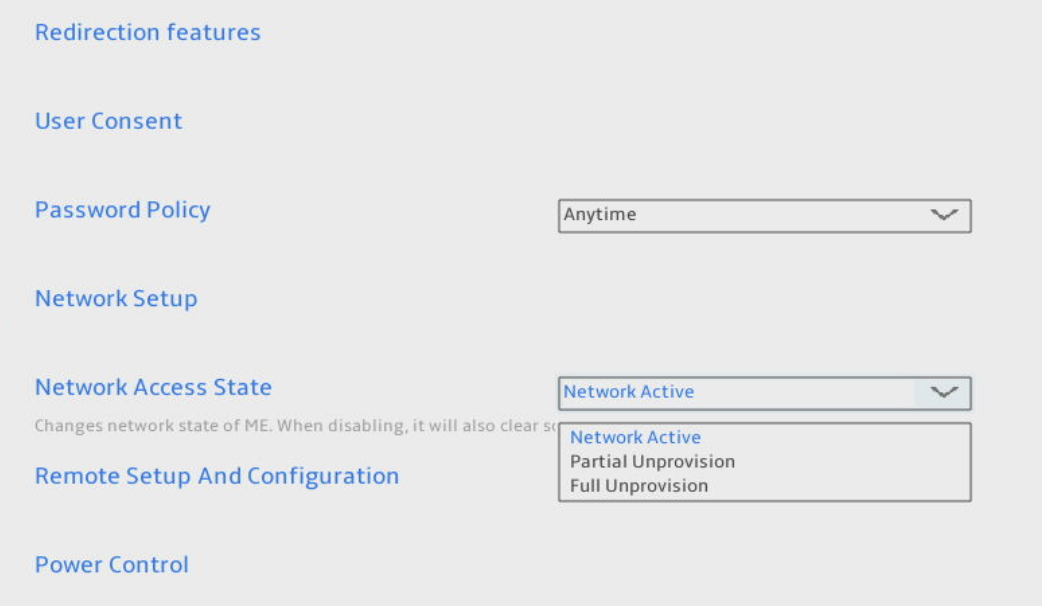 Redirection features
User Consent
Password Policy
Anytime
Network Setup
Network Access State
Network Active
Changes network state of ME. When disabling, it will also clear
Network Active
Partial Unprovision
Full Unprovision
Remote Setup And Configuration
Power Control